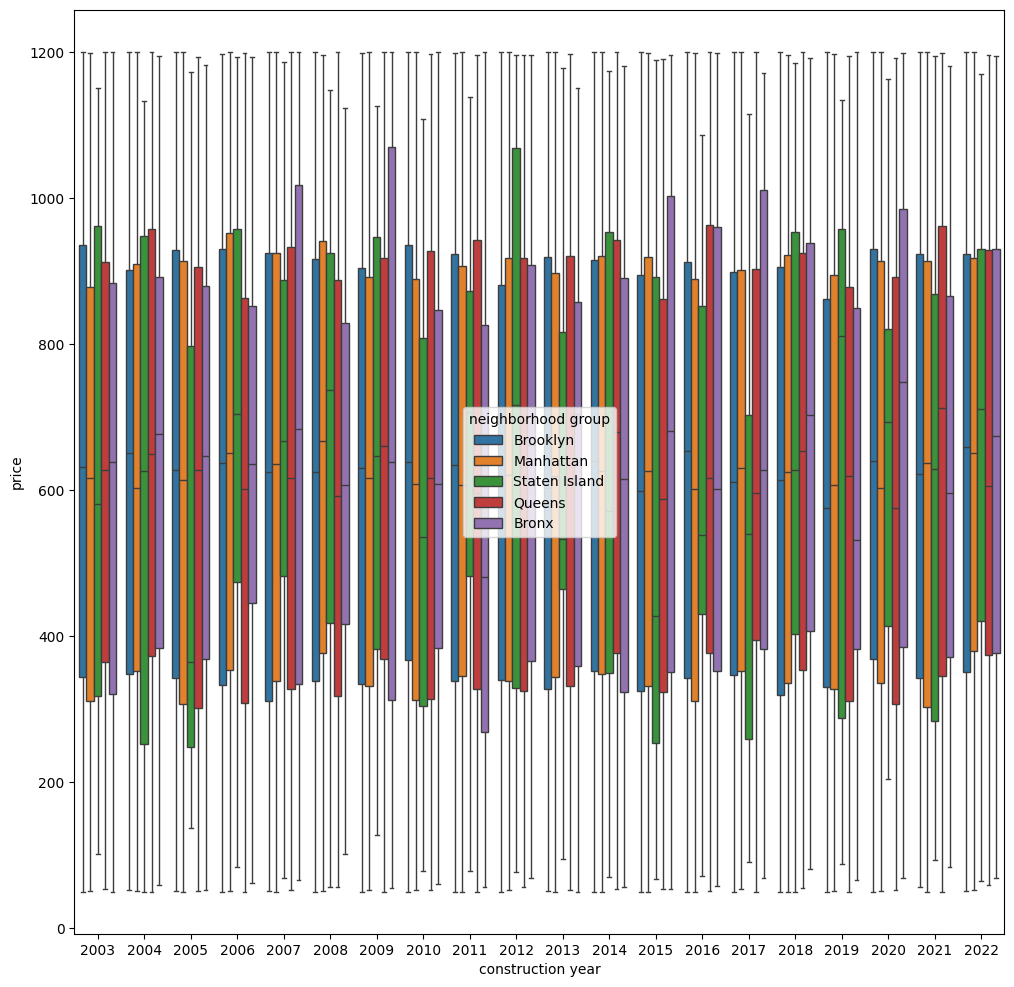 1200
1000
800
600
400
200
0
price
neighborhood group
Brooklyn
Manhattan
Staten Island
Queens
Bronx
2003 2004 2005 2006 2007 2008 2009 2010 2011 2012 2013 2014 2015 2016 2017 2018 2019 2020 2021 2022
construction year